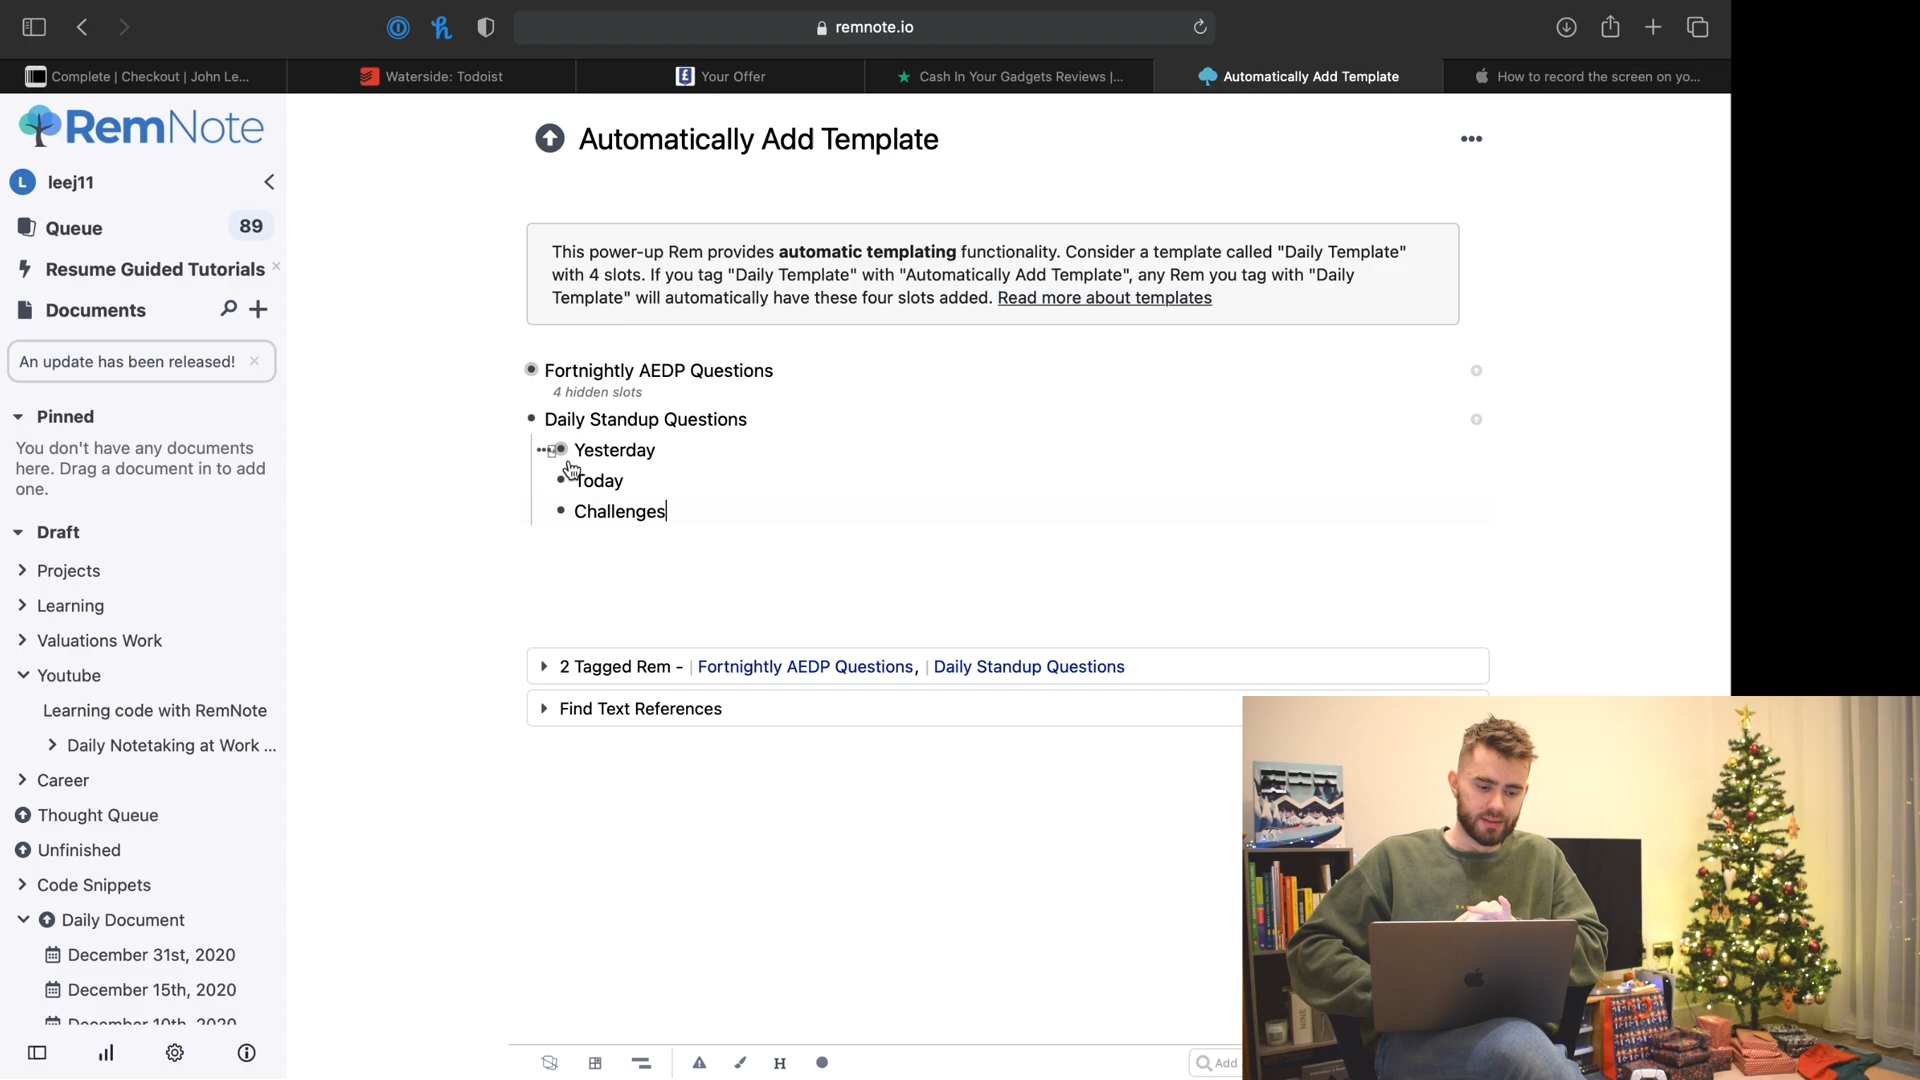 remnote.io
Complete | Checkout | John Le...
Waterside: Todoist
Your Offer
Cash In Your Gadgets Reviews |...
Automatically Add Template
How to record the screen on yo...
RemNote
L leej11
Queue 89
Resume Guided Tutorials
Documents
An update has been released!
Pinned
You don't have any documents
here. Drag a document in to add
one.
Draft
Projects
Learning
Valuations Work
Youtube
Learning code with RemNote
Daily Notetaking at Work ...
Career
Thought Queue
Unfinished
Code Snippets
Daily Document
December 31st, 2020
December 15th, 2020
December 10th, 2020
Automatically Add Template
This power-up Rem provides automatic templating functionality. Consider a template called "Daily Template"
with 4 slots. If you tag "Daily Template" with "Automatically Add Template", any Rem you tag with "Daily
Template" will automatically have these four slots added. Read more about templates
Fortnightly AEDP Questions
4 hidden slots
Daily Standup Questions
Yesterday
Today
Challenges
2 Tagged Rem - | Fortnightly AEDP Questions, | Daily Standup Questions
Find Text References
H
Add
NINE